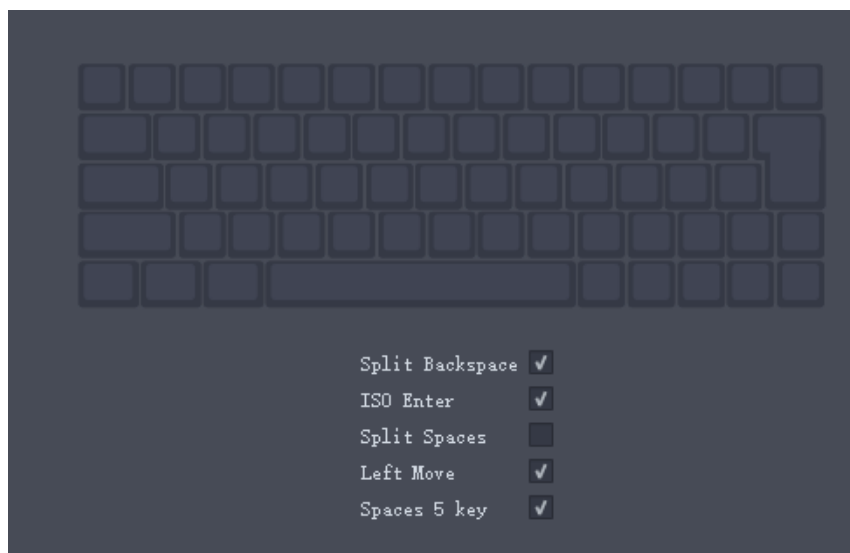 Split Backspace
ISO Enter
Split Spaces
Left Move
Spaces 5 key